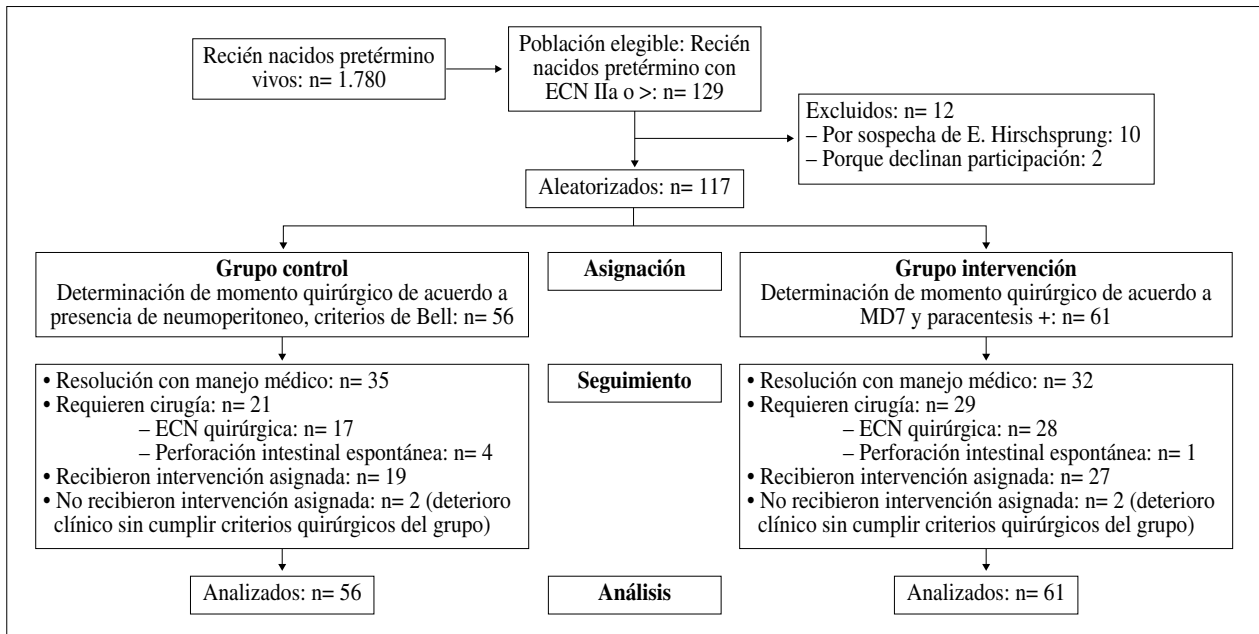 Recién nacidos pretérmino
vivos: n= 1.780
Población elegible: Recién
nacidos pretérmino con
ECN IIa o >: n= 129
Excluidos: n= 12
– Por sospecha de E. Hirschsprung: 10
– Porque declinan participación: 2
Aleatorizados: n= 117
Grupo control
Determinación de momento quirúrgico de acuerdo a
presencia de neumoperitoneo, criterios de Bell: n= 56
Asignación
Grupo intervención
Determinación de momento quirúrgico de acuerdo a
MD7 y paracentesis +: n= 61
• Resolución con manejo médico: n= 35
• Requieren cirugía: n= 21
– ECN quirúrgica: n= 17
– Perforación intestinal espontánea: n= 4
• Recibieron intervención asignada: n= 19
• No recibieron intervención asignada: n= 2 (deterioro
clínico sin cumplir criterios quirúrgicos del grupo)
Seguimiento
• Resolución con manejo médico: n= 32
• Requieren cirugía: n= 29
– ECN quirúrgica: n= 28
– Perforación intestinal espontánea: n= 1
• Recibieron intervención asignada: n= 27
• No recibieron intervención asignada: n= 2 (deterioro
clínico sin cumplir criterios quirúrgicos del grupo)
Analizados: n= 56
Análisis
Analizados: n= 61